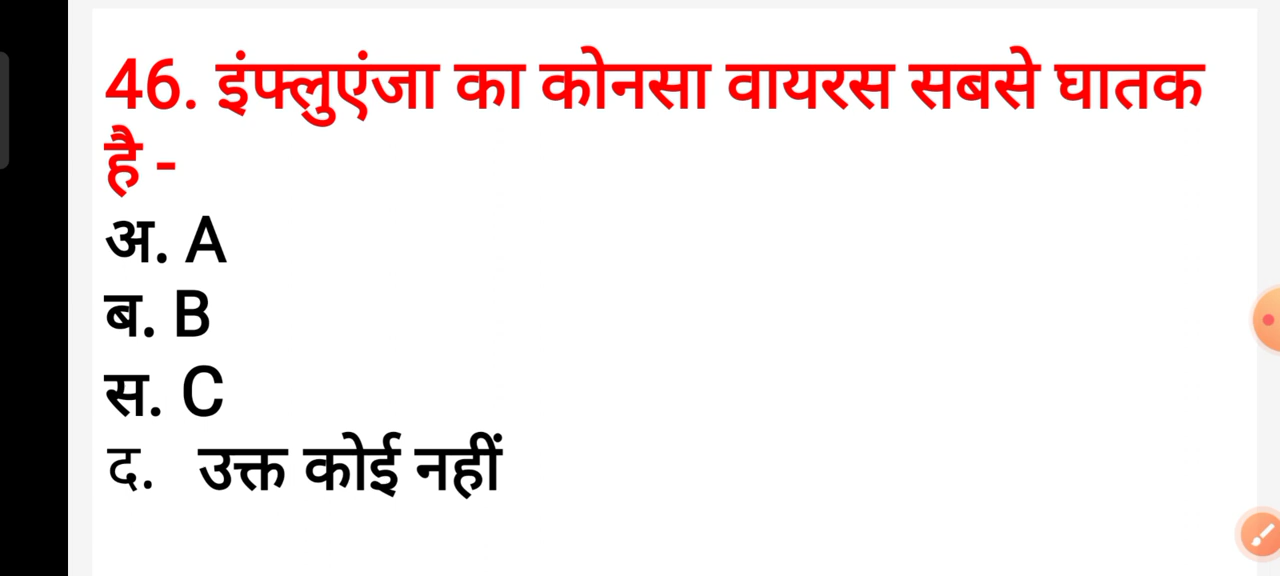 46. इंफ्लुएंजा का कोनसा वायरस सबसे घातक
है -
अ. A
ब. B
स. C
द. उक्त कोई नहीं